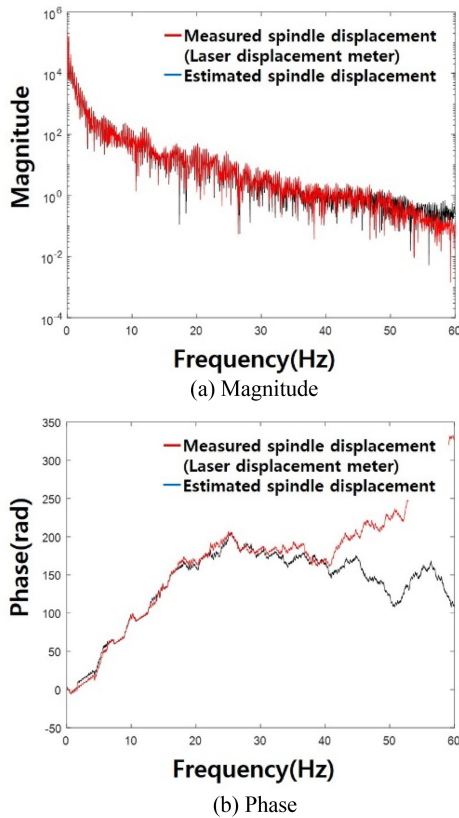 10^6
10^4
10^2
10^0
10^-2
10^-4
Magnitude
Measured spindle displacement
(Laser displacement meter)
Estimated spindle displacement
0 10 20 30 40 50 60
Frequency(Hz)
(a) Magnitude
350
300
250
200
150
100
50
0
-50
Phase(rad)
Measured spindle displacement
(Laser displacement meter)
Estimated spindle displacement
0 10 20 30 40 50 60
Frequency(Hz)
(b) Phase